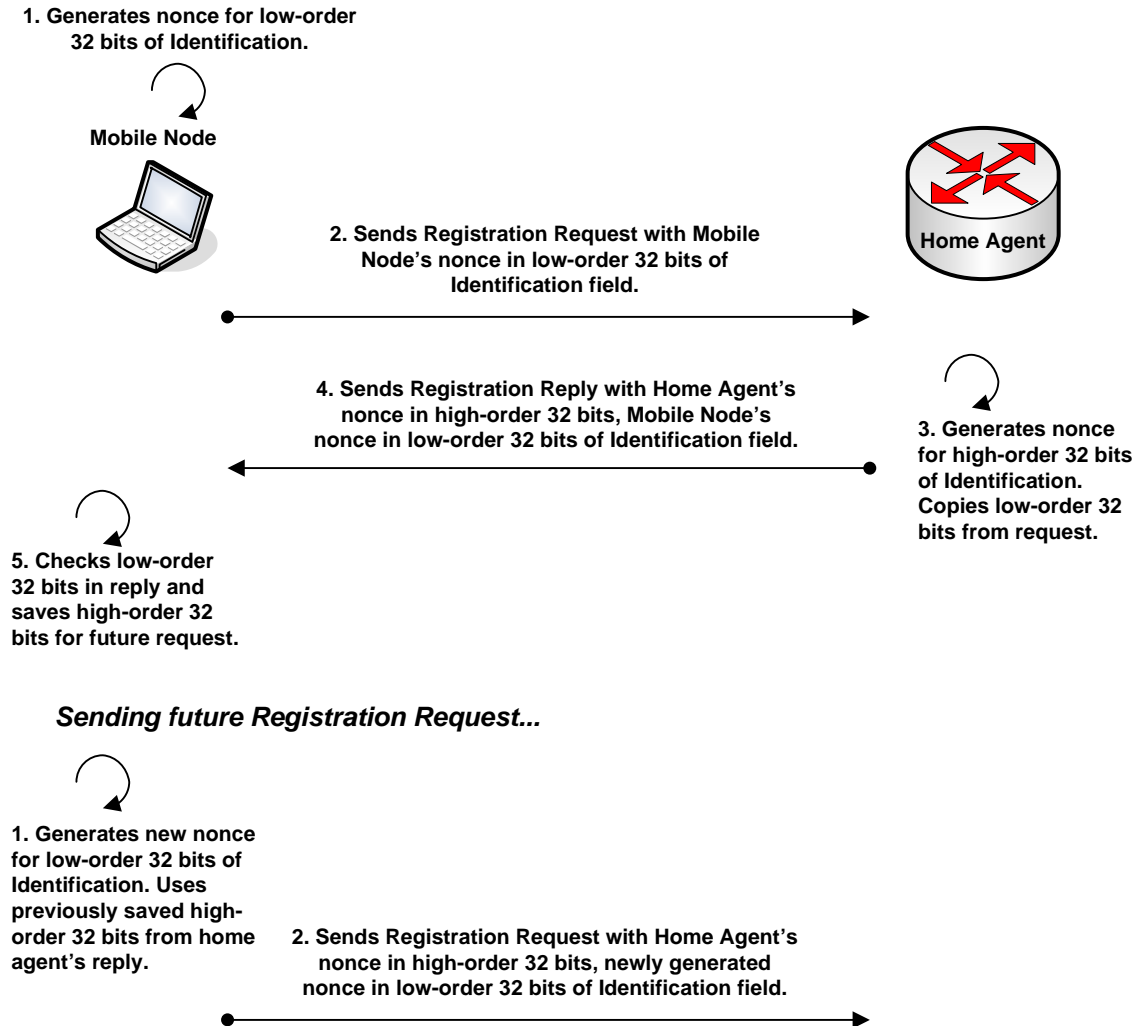 1. Generates nonce for low-order
32 bits of Identification.
Mobile Node
Home Agent
2. Sends Registration Request with Mobile
Node's nonce in low-order 32 bits of
Identification field.
4. Sends Registration Reply with Home Agent's
nonce in high-order 32 bits, Mobile Node's
nonce in low-order 32 bits of Identification field.
3. Generates nonce
for high-order 32 bits
of Identification.
Copies low-order 32
bits from request.
5. Checks low-order
32 bits in reply and
saves high-order 32
bits for future request.
Sending future Registration Request...
1. Generates new nonce
for low-order 32 bits of
Identification. Uses
previously saved high-
order 32 bits from home
agent's reply.
2. Sends Registration Request with Home Agent's
nonce in high-order 32 bits, newly generated
nonce in low-order 32 bits of Identification field.